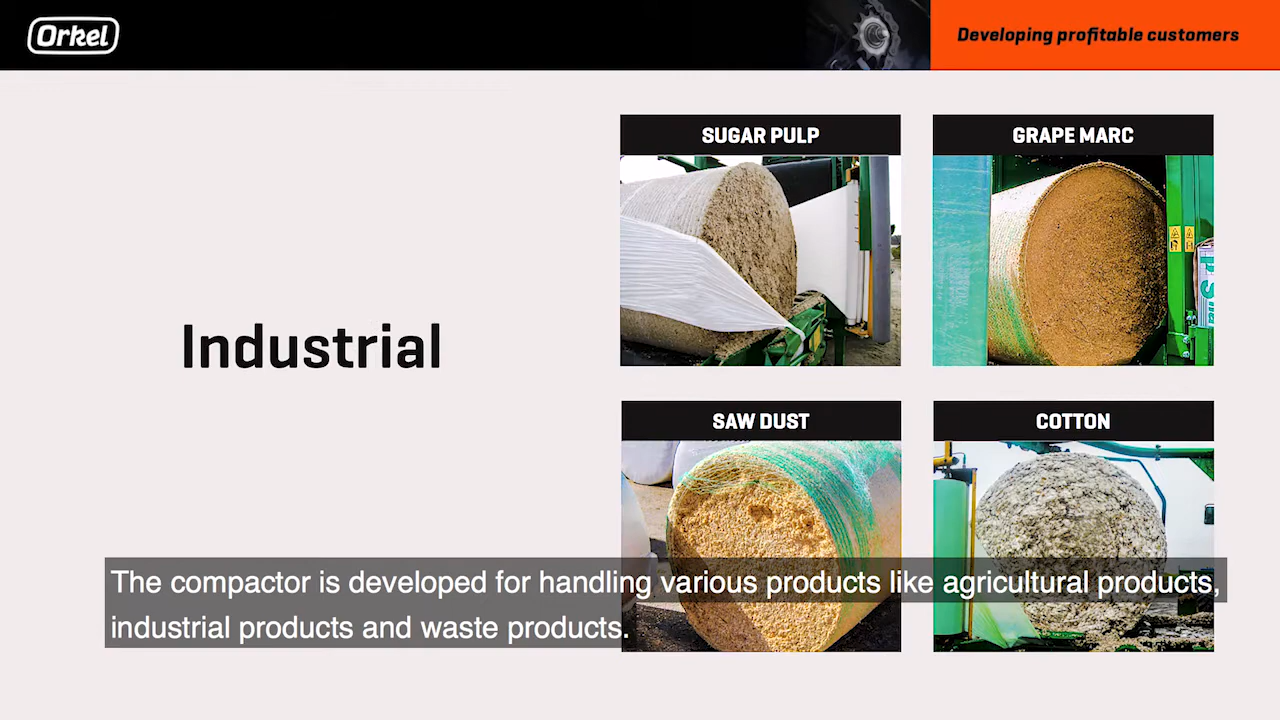 Orkel
Developing profitable customers
SUGAR PULP
GRAPE MARC
Industrial
SAW DUST
COTTON
The compactor is developed for handling various products like agricultural products,
industrial products and waste products.